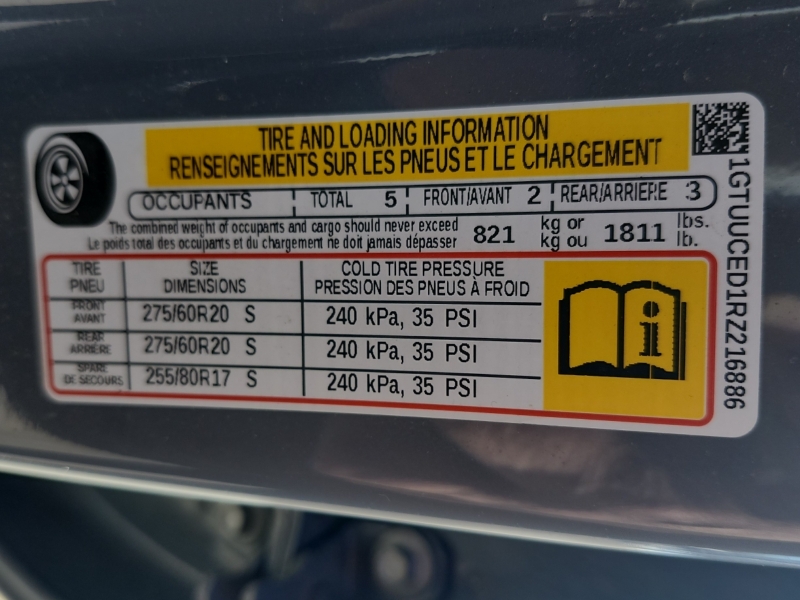 TIRE AND LOADING INFORMATION
RENSEIGNEMENTS SUR LES PNEUS ET LE CHARGEMENT
OCCUPANTS TOTAL 5 FRONT/AVANT 2 REAR/ARRIERE 3
The combined weight of occupants and cargo should never exceed 821 kg or 1811 lbs.
Le poids total des occupants et du chargement ne doit jamais dépasser kg ou lb.
TIRE SIZE COLD TIRE PRESSURE
PNEU DIMENSIONS PRESSION DES PNEUS À FROID
FRONT
AVANT 275/60R20 S 240 kPa, 35 PSI
REAR
ARRIÈRE 275/60R20 S 240 kPa, 35 PSI
SPARE
DE SECOURS 255/80R17 S 240 kPa, 35 PSI
i
1GTUUCED1RZ216886